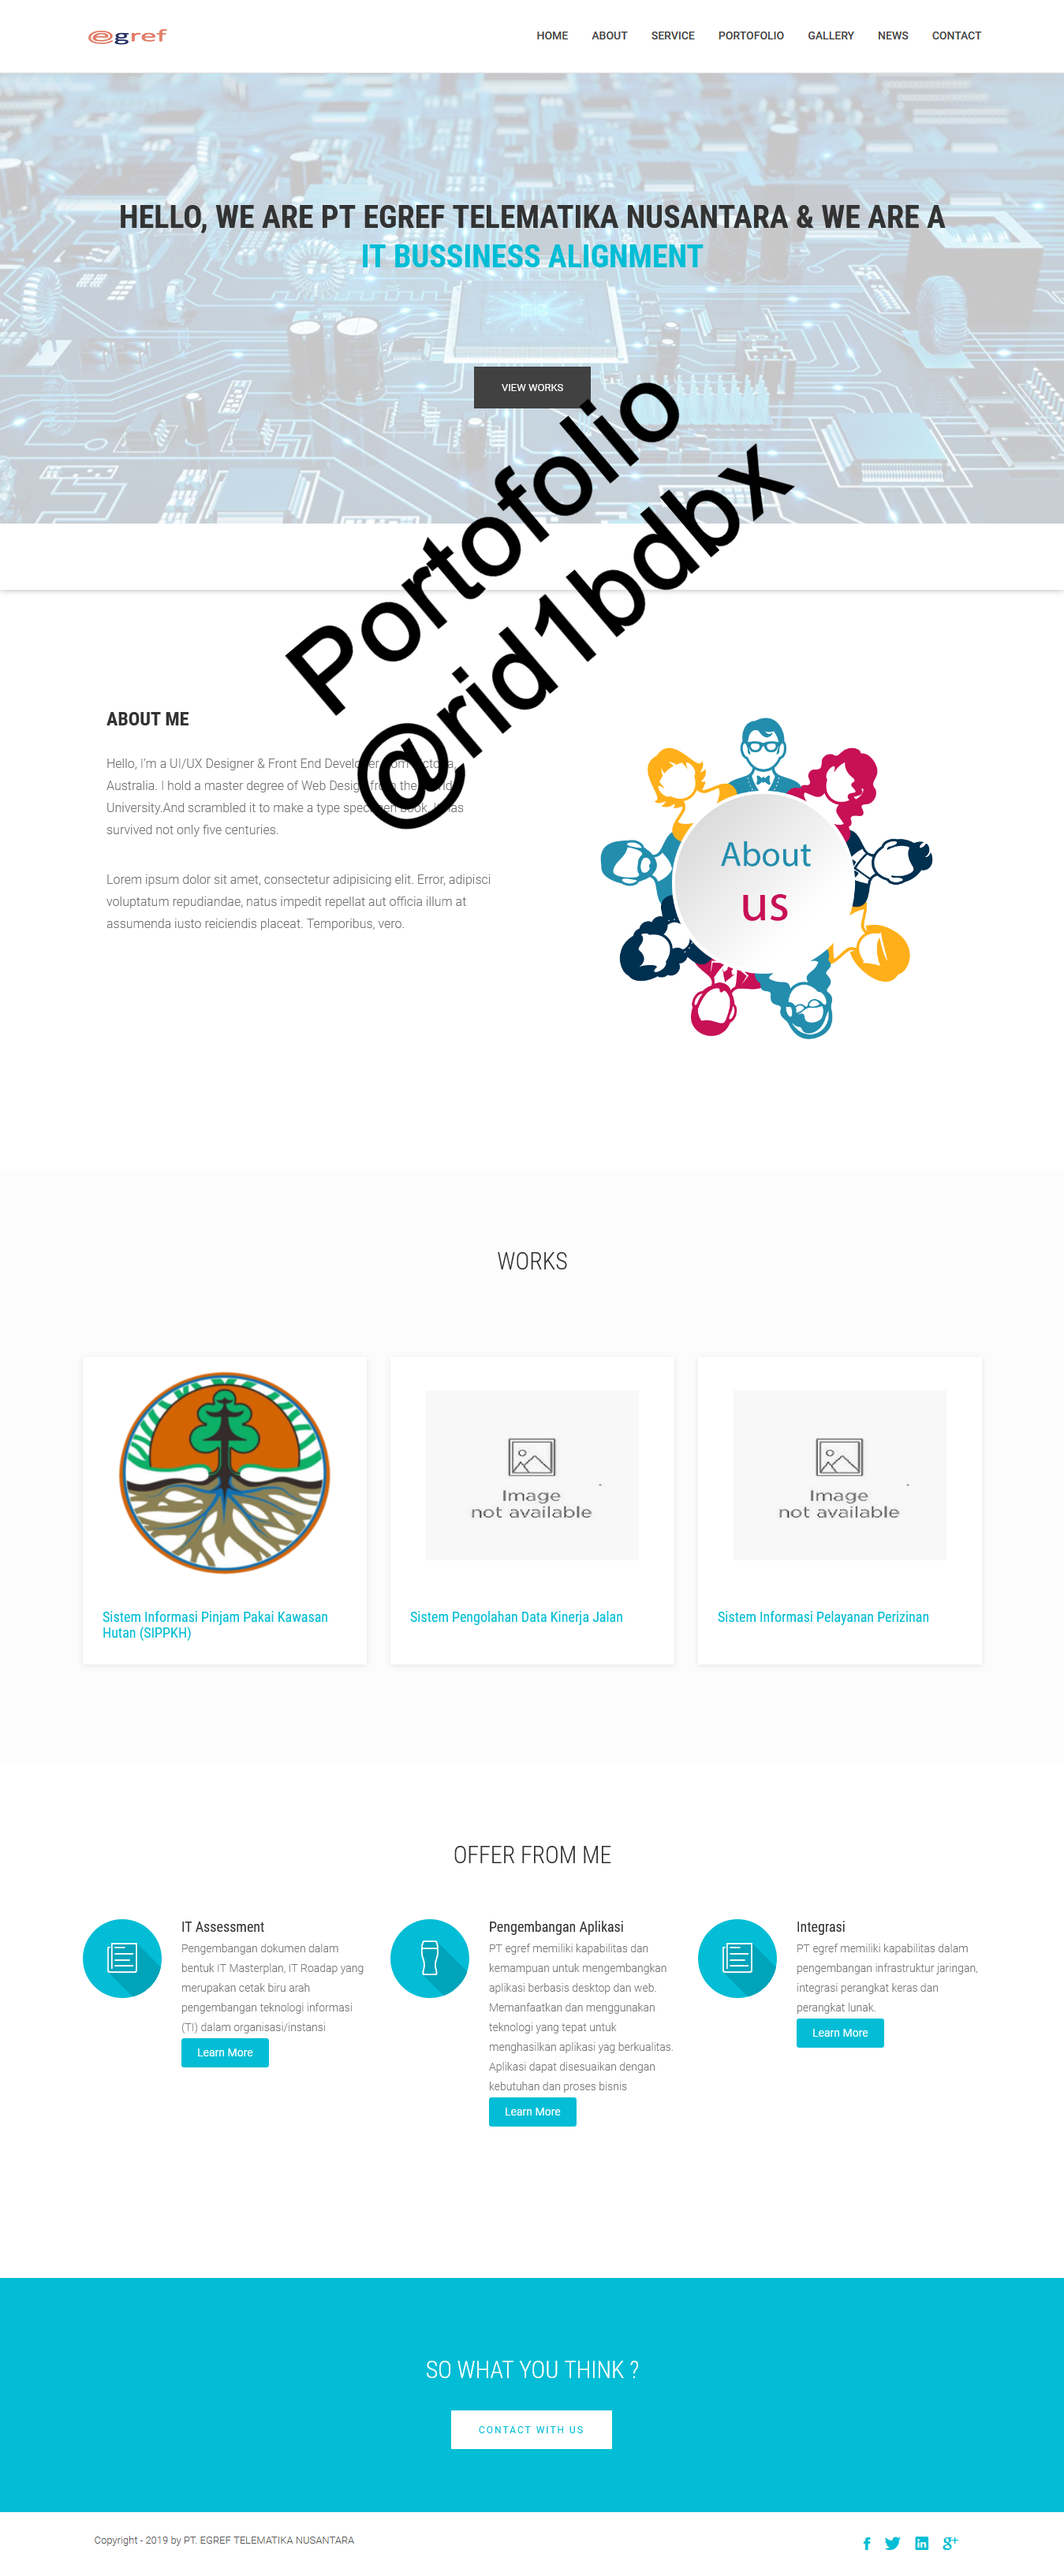 egref
HOME ABOUT SERVICE PORTOFOLIO GALLERY NEWS CONTACT
HELLO, WE ARE PT EGREF TELEMATIKA NUSANTARA & WE ARE A
IT BUSSINESS ALIGNMENT
VIEW WORKS
Portofolio
@rid1bdbx
ABOUT ME
Hello, I'm a UI/UX Designer & Front End Developer
Australia. I hold a master degree of Web Design from the
University.And scrambled it to make a type specimen book. It has
survived not only five centuries.
Lorem ipsum dolor sit amet, consectetur adipisicing elit. Error, adipisci
voluptatum repudiandae, natus impedit repellat aut officia illum at
assumenda iusto reiciendis placeat. Temporibus, vero.
About
us
WORKS
Image
not available
Image
not available
Sistem Informasi Pinjam Pakai Kawasan
Hutan (SIPPKH)
Sistem Pengolahan Data Kinerja Jalan
Sistem Informasi Pelayanan Perizinan
OFFER FROM ME
IT Assessment
Pengembangan dokumen dalam
bentuk IT Masterplan, IT Roadap yang
merupakan cetak biru arah
pengembangan teknologi informasi
(TI) dalam organisasi/instansi
Learn More
Pengembangan Aplikasi
PT egref memiliki kapabilitas dan
kemampuan untuk mengembangkan
aplikasi berbasis desktop dan web.
Memanfaatkan dan menggunakan
teknologi yang tepat untuk
menghasilkan aplikasi yag berkualitas.
Aplikasi dapat disesuaikan dengan
kebutuhan dan proses bisnis
Learn More
Integrasi
PT egref memiliki kapabilitas dalam
pengembangan infrastruktur jaringan,
integrasi perangkat keras dan
perangkat lunak.
Learn More
SO WHAT YOU THINK ?
CONTACT WITH US
Copyright - 2019 by PT. EGREF TELEMATIKA NUSANTARA